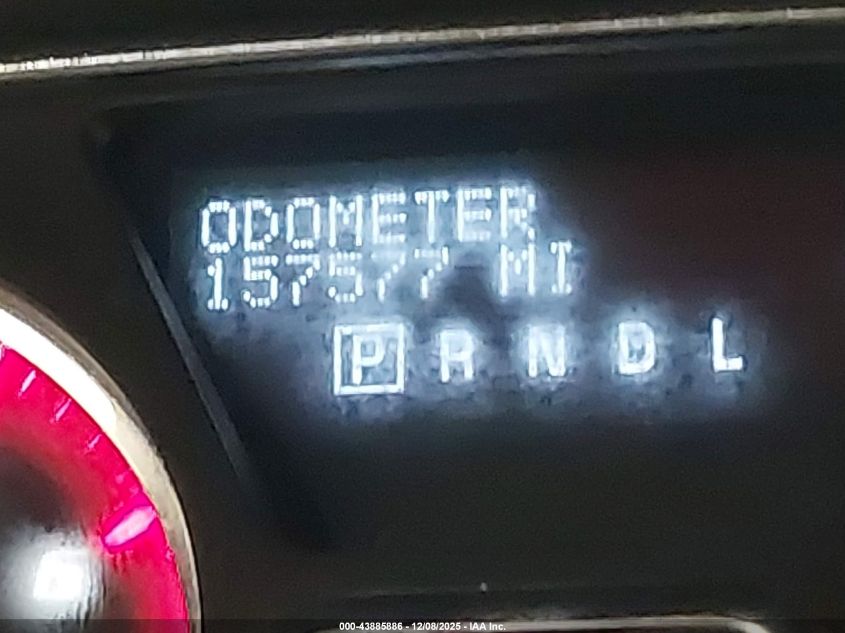 ODOMETER
157577 MI
P R N D L
000-43885886 - 12/08/2025 - IAA Inc.